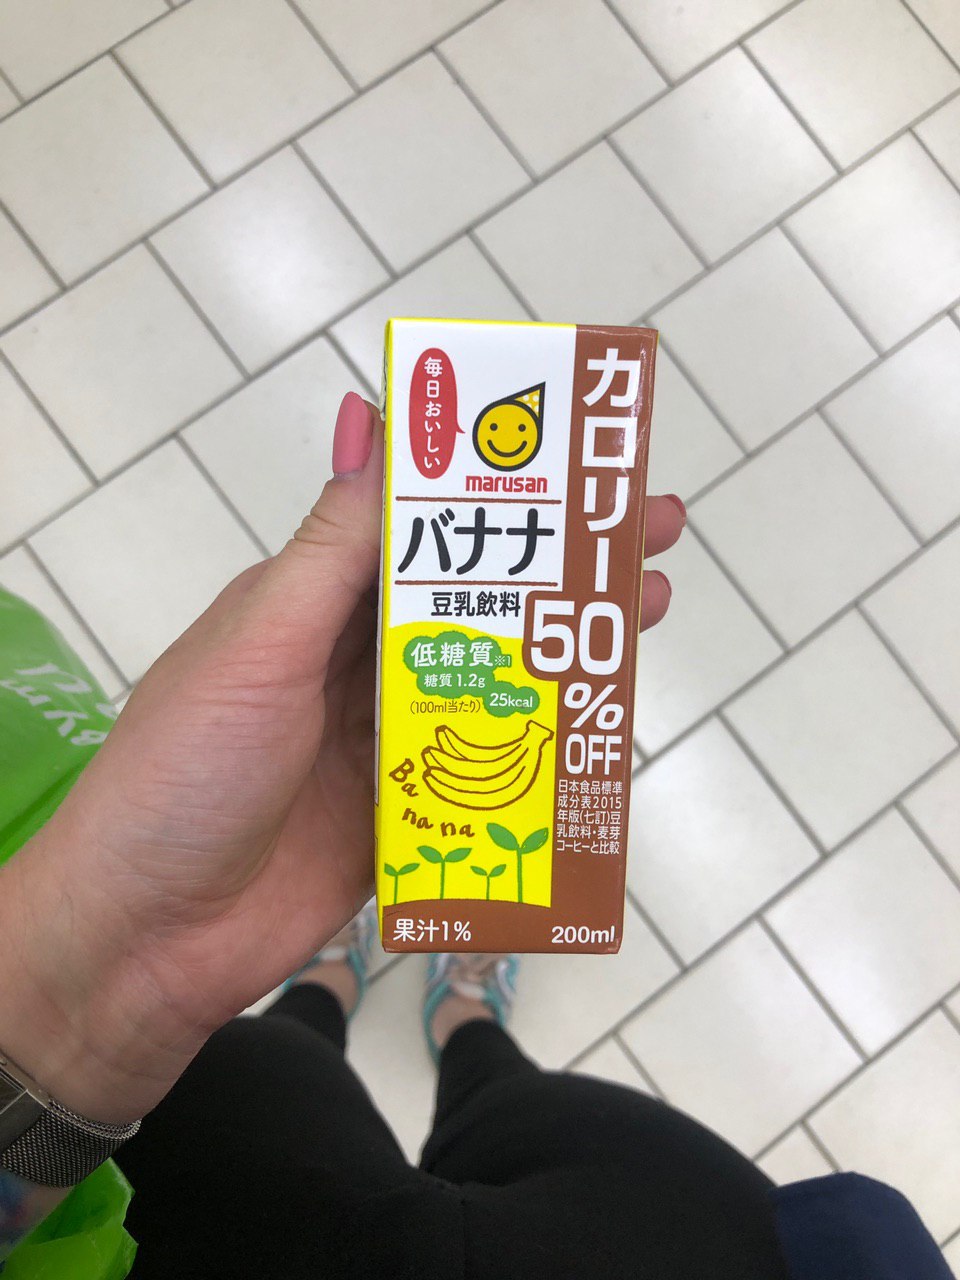 毎日おいしい
marusan
バナナ
豆乳飲料
カロリー
50
%
OFF
低糖質※1
糖質1.2g
(100ml当たり)
25kcal
Ba
na na
日本食品標準
成分表2015
年版(七訂)豆
乳飲料・麦芽
コーヒーと比較
果汁1%
200ml